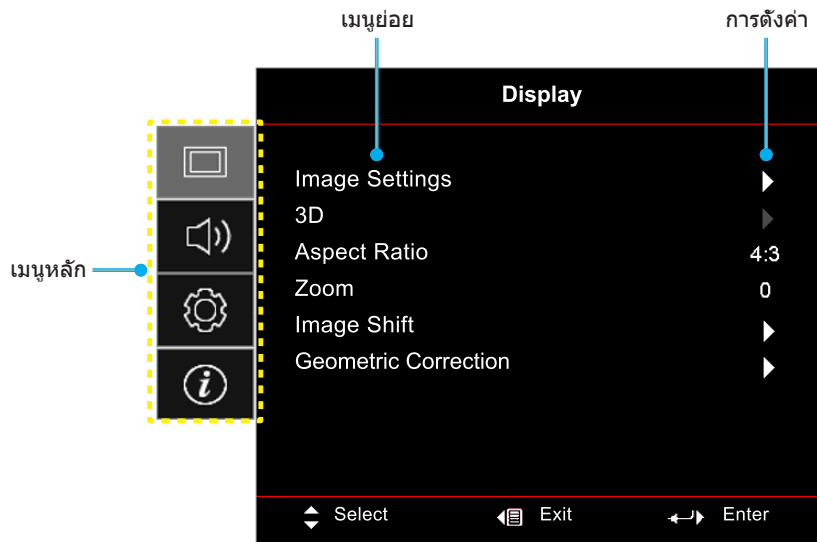 เมนูย่อย การตั้งค่า
Display
Image Settings
3D
Aspect Ratio 4:3
เมนูหลัก
Zoom 0
Image Shift
Geometric Correction
Select Exit Enter